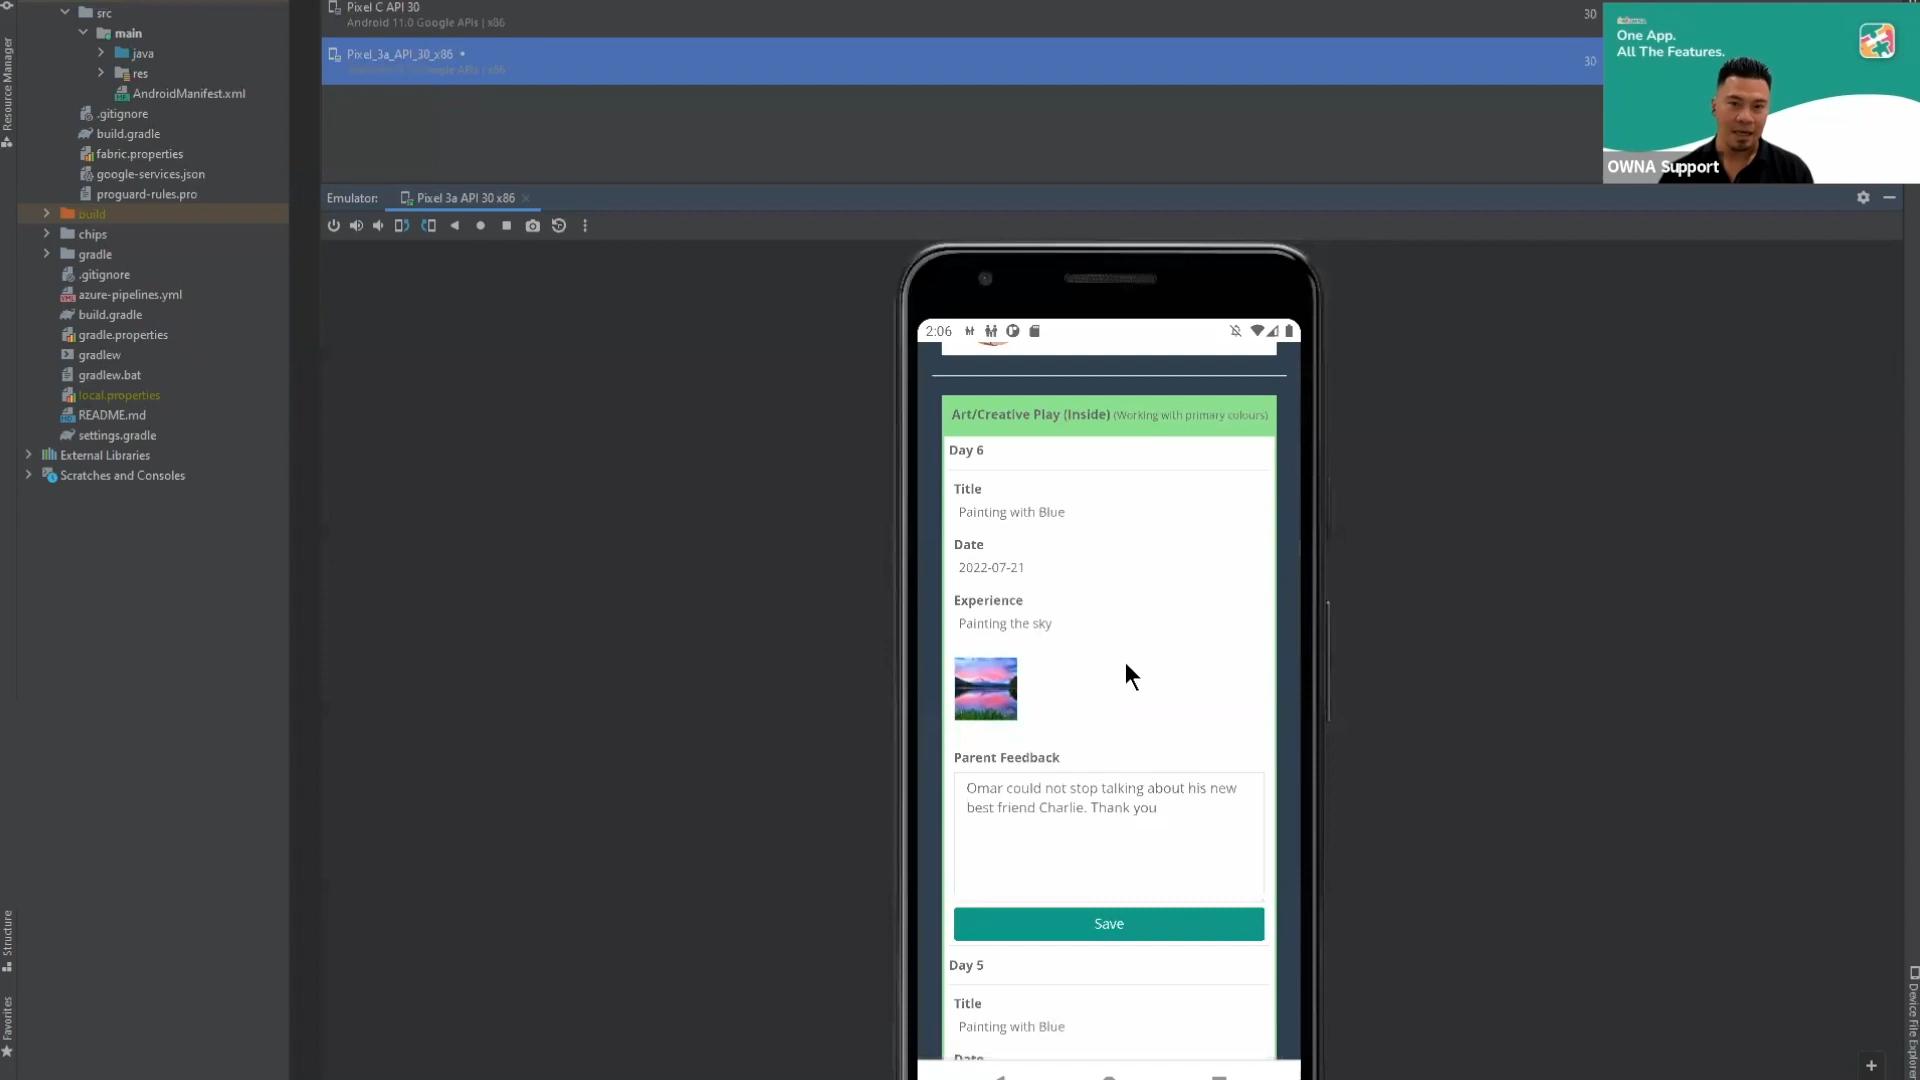 src
main
java
res
AndroidManifest.xml
.gitignore
build.gradle
fabric.properties
google-services.json
proguard-rules.pro
build
chips
gradle
.gitignore
azure-pipelines.yml
build.gradle
gradle.properties
gradlew
gradlew.bat
local.properties
README.md
settings.gradle
External Libraries
Scratches and Consoles
Resource Manager
Structure
Favorites
Pixel C API 30
Android 11.0 Google APIs | x86
30
Pixel_3a_API_30_x86
Google APIs | x86
30
One App.
All The Features.
OWNA Support
Emulator:
Pixel 3a API 30 x86
2:06
Art/Creative Play (Inside) (Working with primary colours)
Day 6
Title
Painting with Blue
Date
2022-07-21
Experience
Painting the sky
Parent Feedback
Omar could not stop talking about his new
best friend Charlie. Thank you
Save
Day 5
Title
Painting with Blue
Date
Device File Explorer